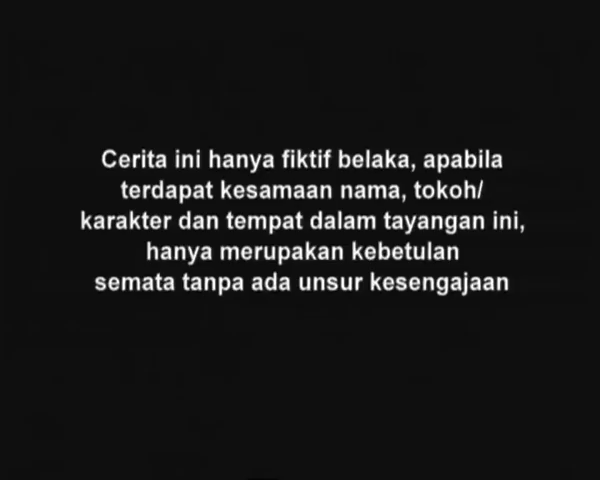 Cerita ini hanya fiktif belaka, apabila
terdapat kesamaan nama, tokoh/
karakter dan tempat dalam tayangan ini,
hanya merupakan kebetulan
semata tanpa ada unsur kesengajaan